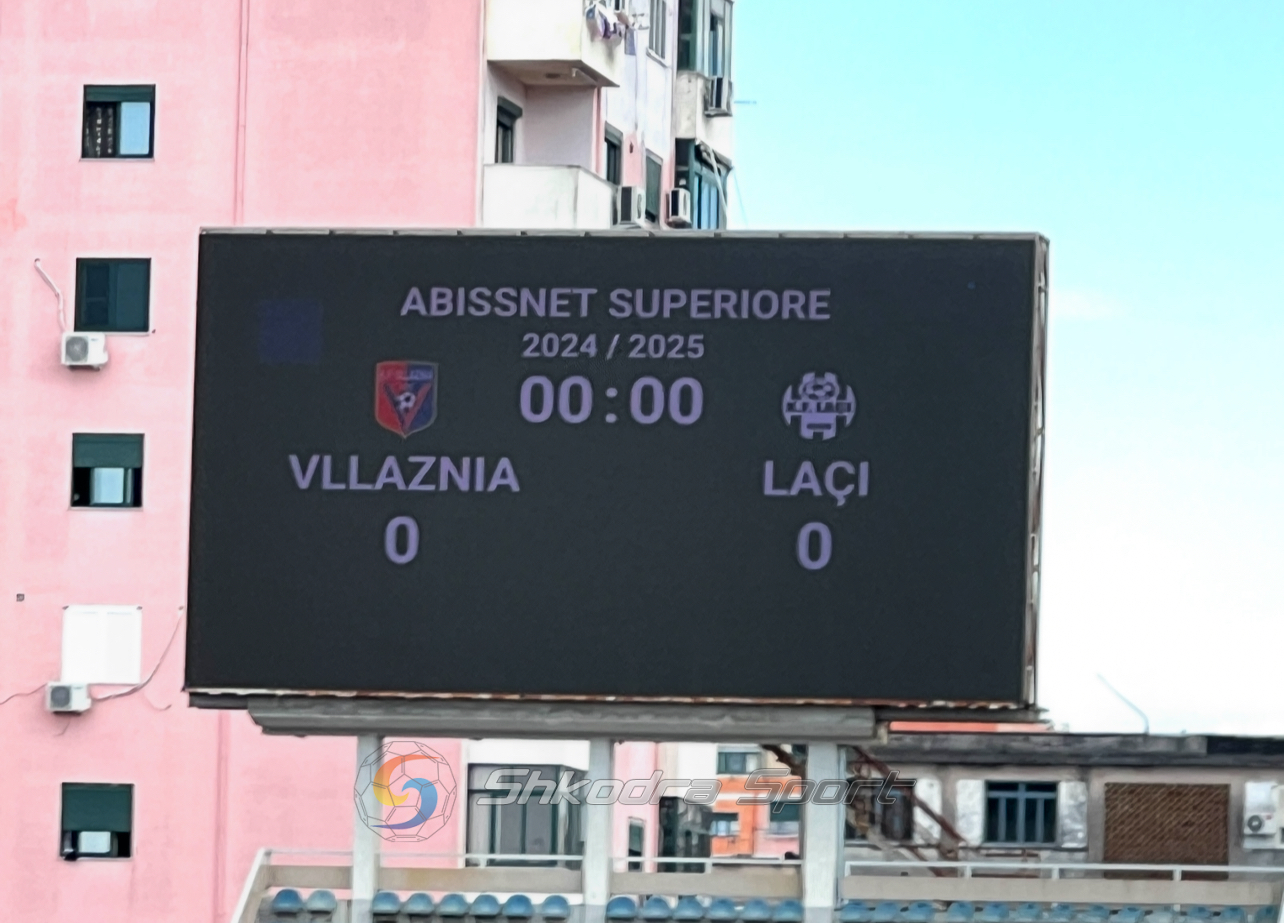 ABISSNET SUPERIORE
2024 / 2025
00:00
VLLAZNIA
LAÇI
0
0
Shkodra Sport